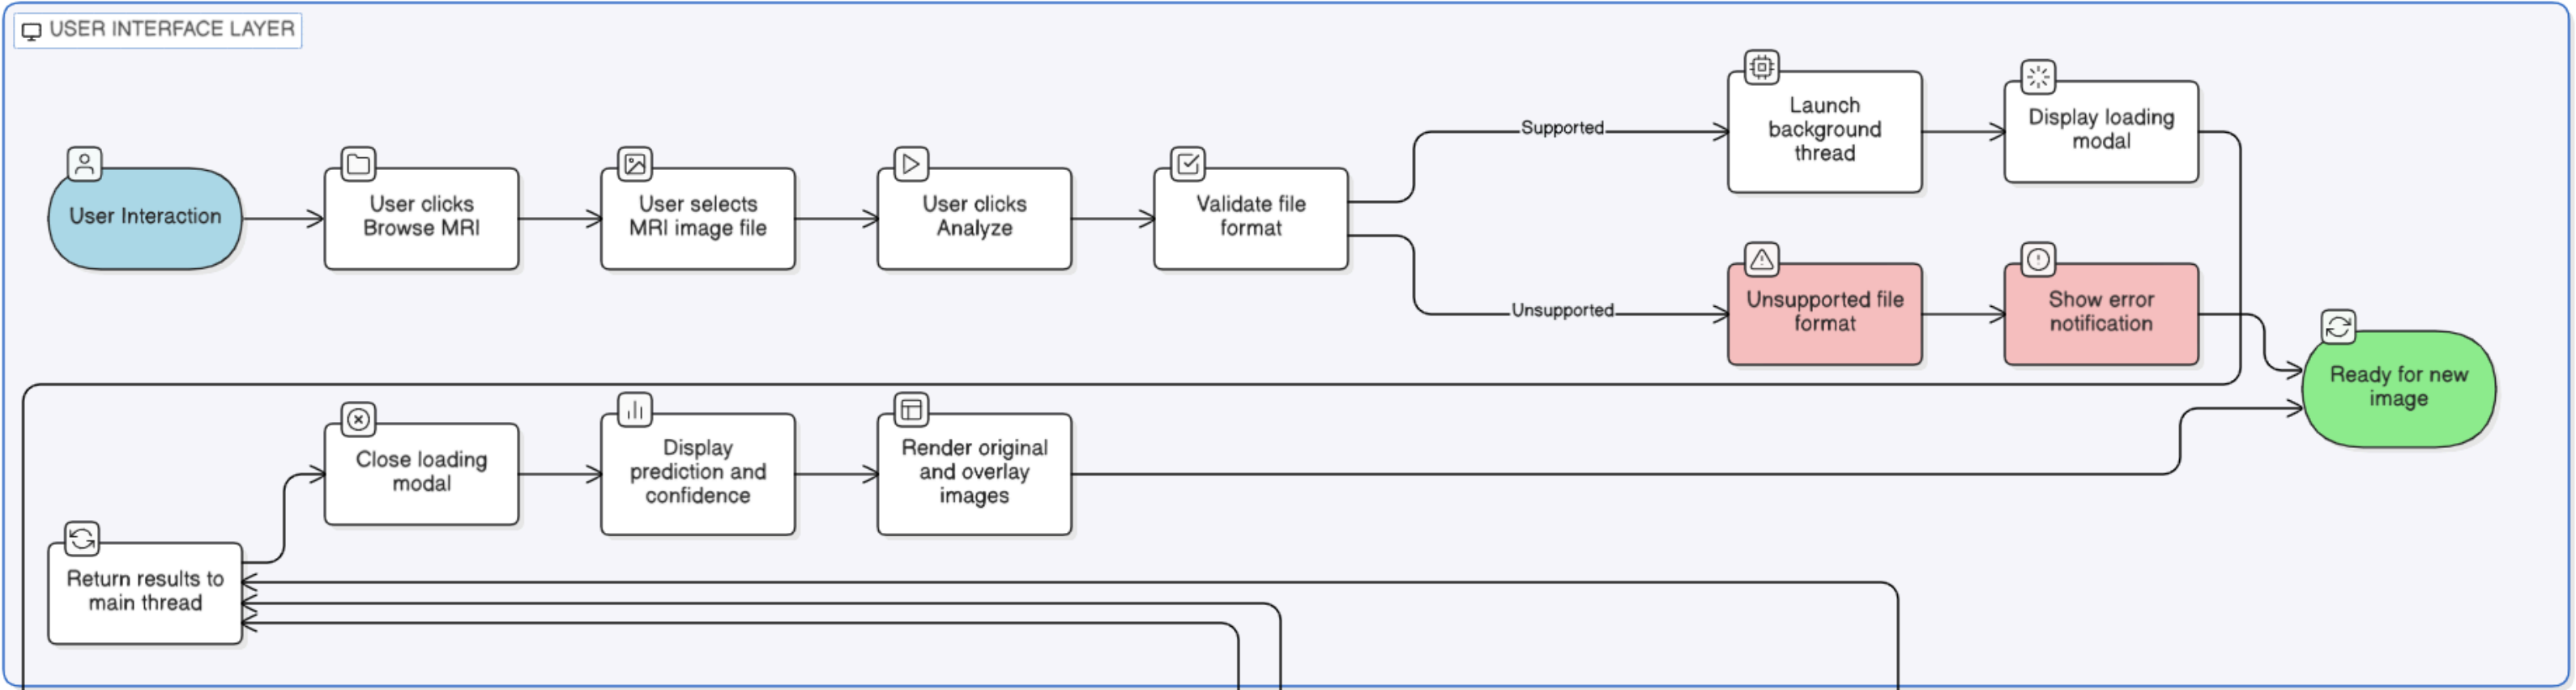 USER INTERFACE LAYER
User Interaction
User clicks
Browse MRI
User selects
MRI image file
User clicks
Analyze
Validate file
format
Supported
Launch
background
thread
Display loading
modal
Unsupported
Unsupported file
format
Show error
notification
Ready for new
image
Return results to
main thread
Close loading
modal
Display
prediction and
confidence
Render original
and overlay
images